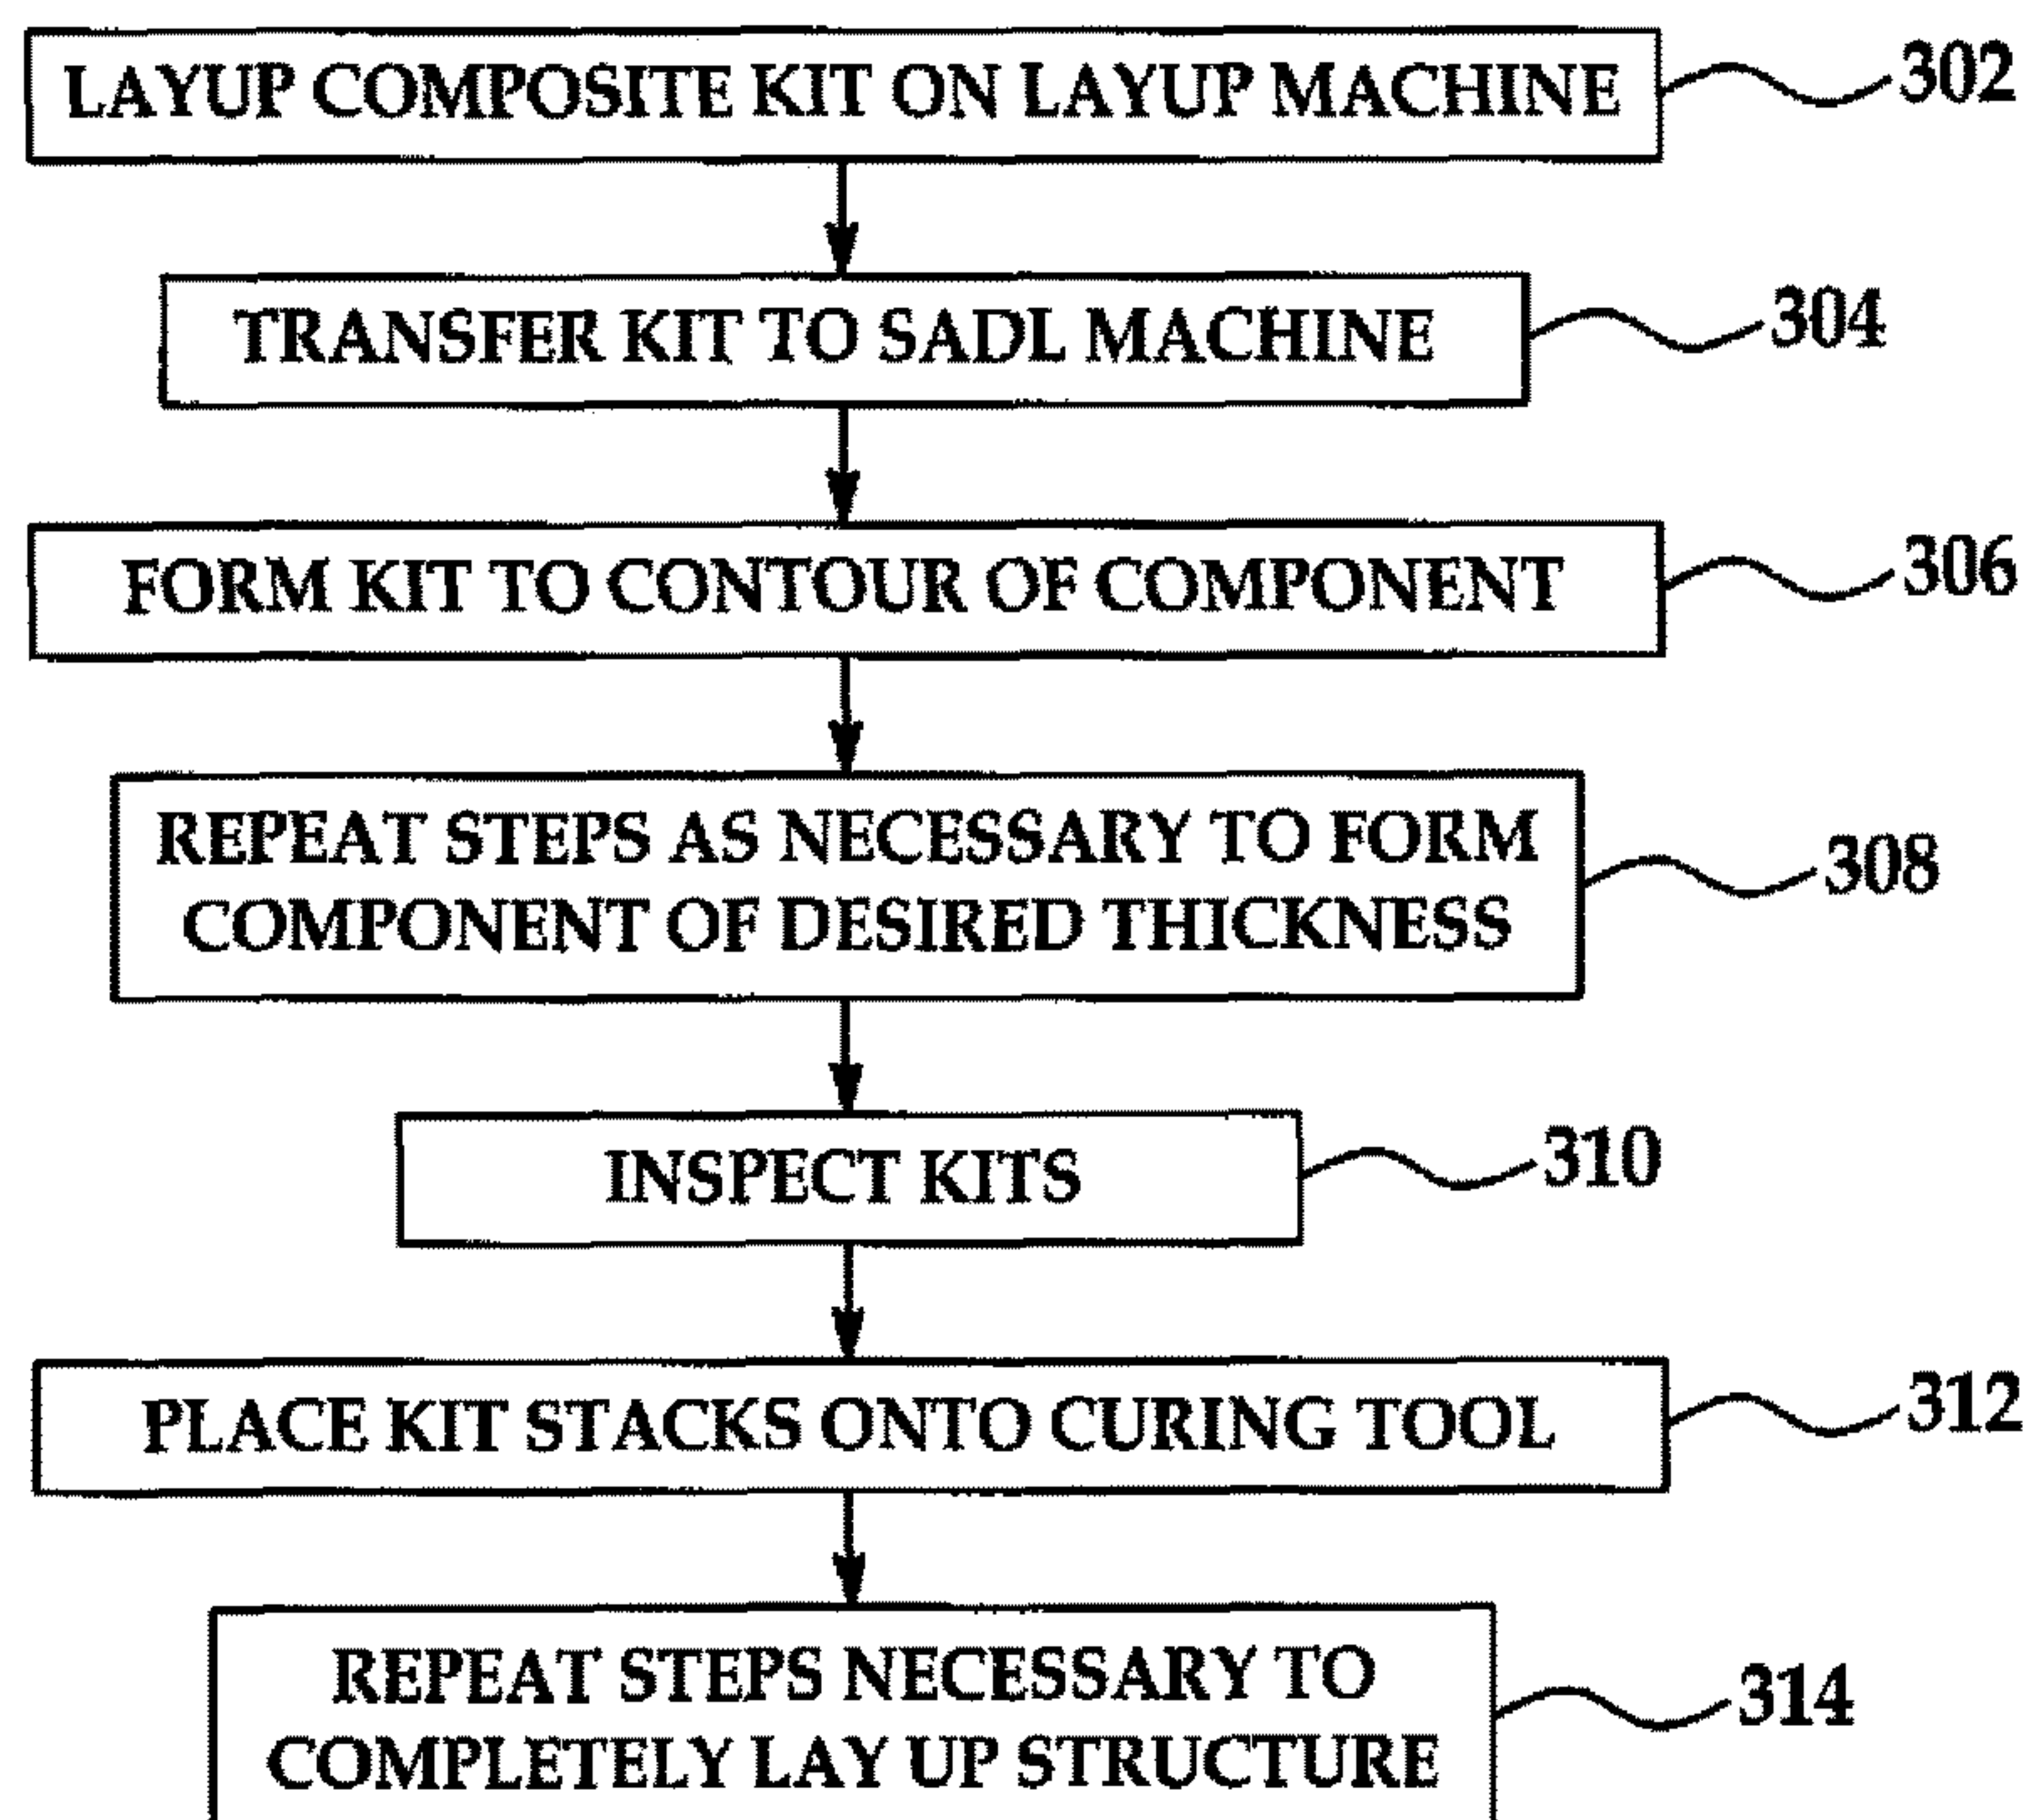 LAYUP COMPOSITE KIT ON LAYUP MACHINE
302
TRANSFER KIT TO SADL MACHINE
304
FORM KIT TO CONTOUR OF COMPONENT
306
REPEAT STEPS AS NECESSARY TO FORM
COMPONENT OF DESIRED THICKNESS
308
INSPECT KITS
310
PLACE KIT STACKS ONTO CURING TOOL
312
REPEAT STEPS NECESSARY TO
COMPLETELY LAY UP STRUCTURE
314